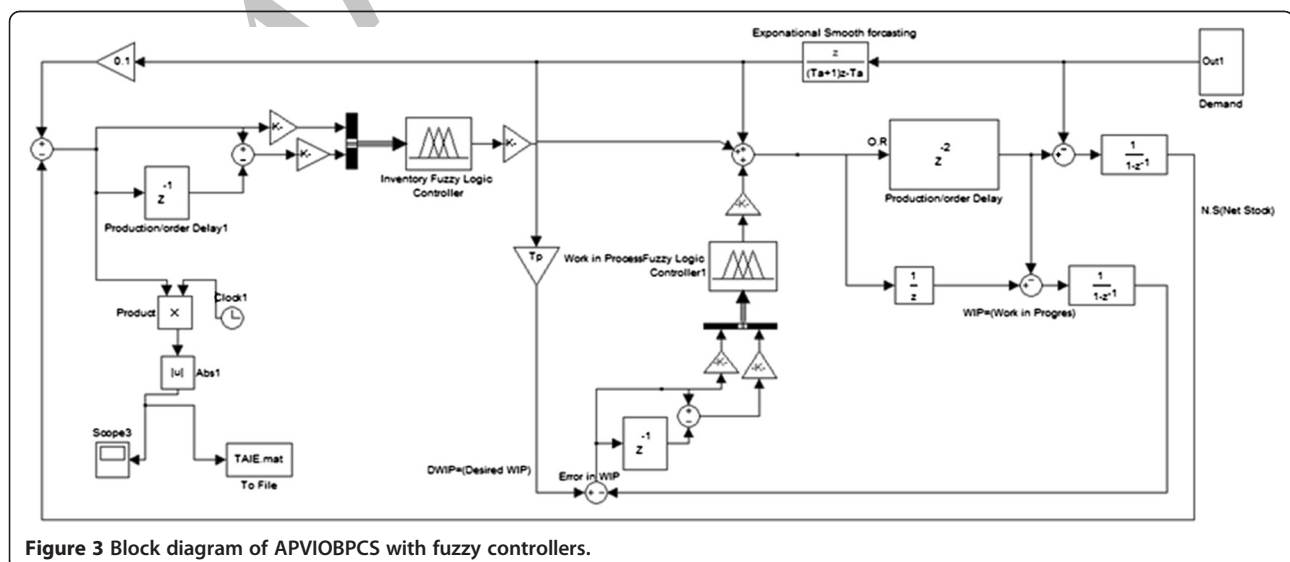 Exponational Smooth forcasting
z
(Ta+1)z-Ta
Out1
Demand
0.1
+
-
-K-
+
-
-K-
Inventory Fuzzy Logic
Controller
-K-
-1
z
Production/order Delay1
Tp
++
+
-K-
Work in ProcessFuzzy Logic
Controller1
O.R
-2
z
Production/order Delay
+-
1
1-z-1
N.S(Net Stock)
1
z
+-
1
1-z-1
WIP=(Work in Progres)
Product
×
Clock1
|u|
Abs1
Scope3
TAIE.mat
To File
-K-
-K-
+
-
-1
z
DWIP=(Desired WIP)
Error in WIP
+-
Figure 3 Block diagram of APVIOBPCS with fuzzy controllers.